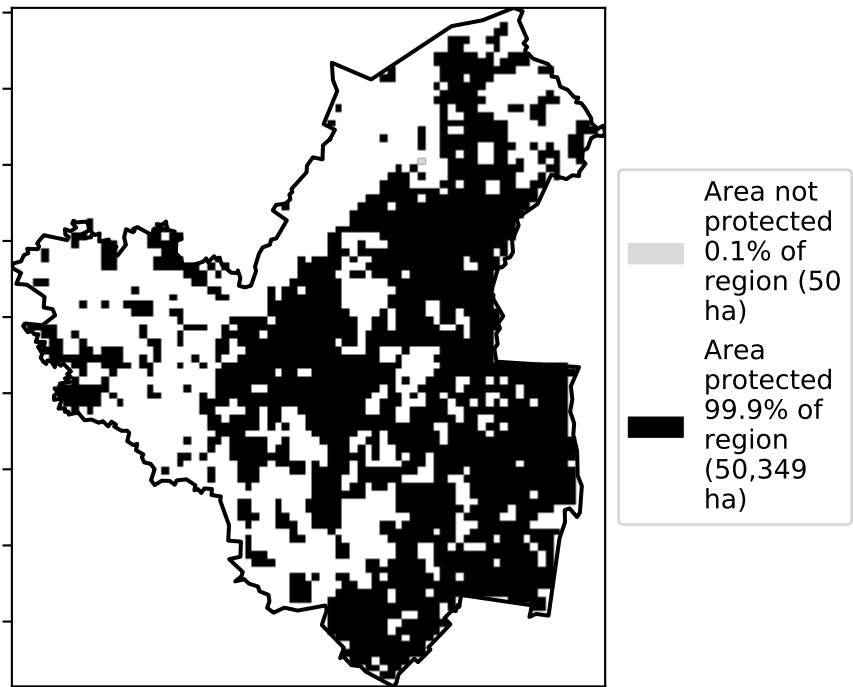 Area not
protected
0.1% of
region (50
ha)
Area
protected
99.9% of
region
(50,349
ha)